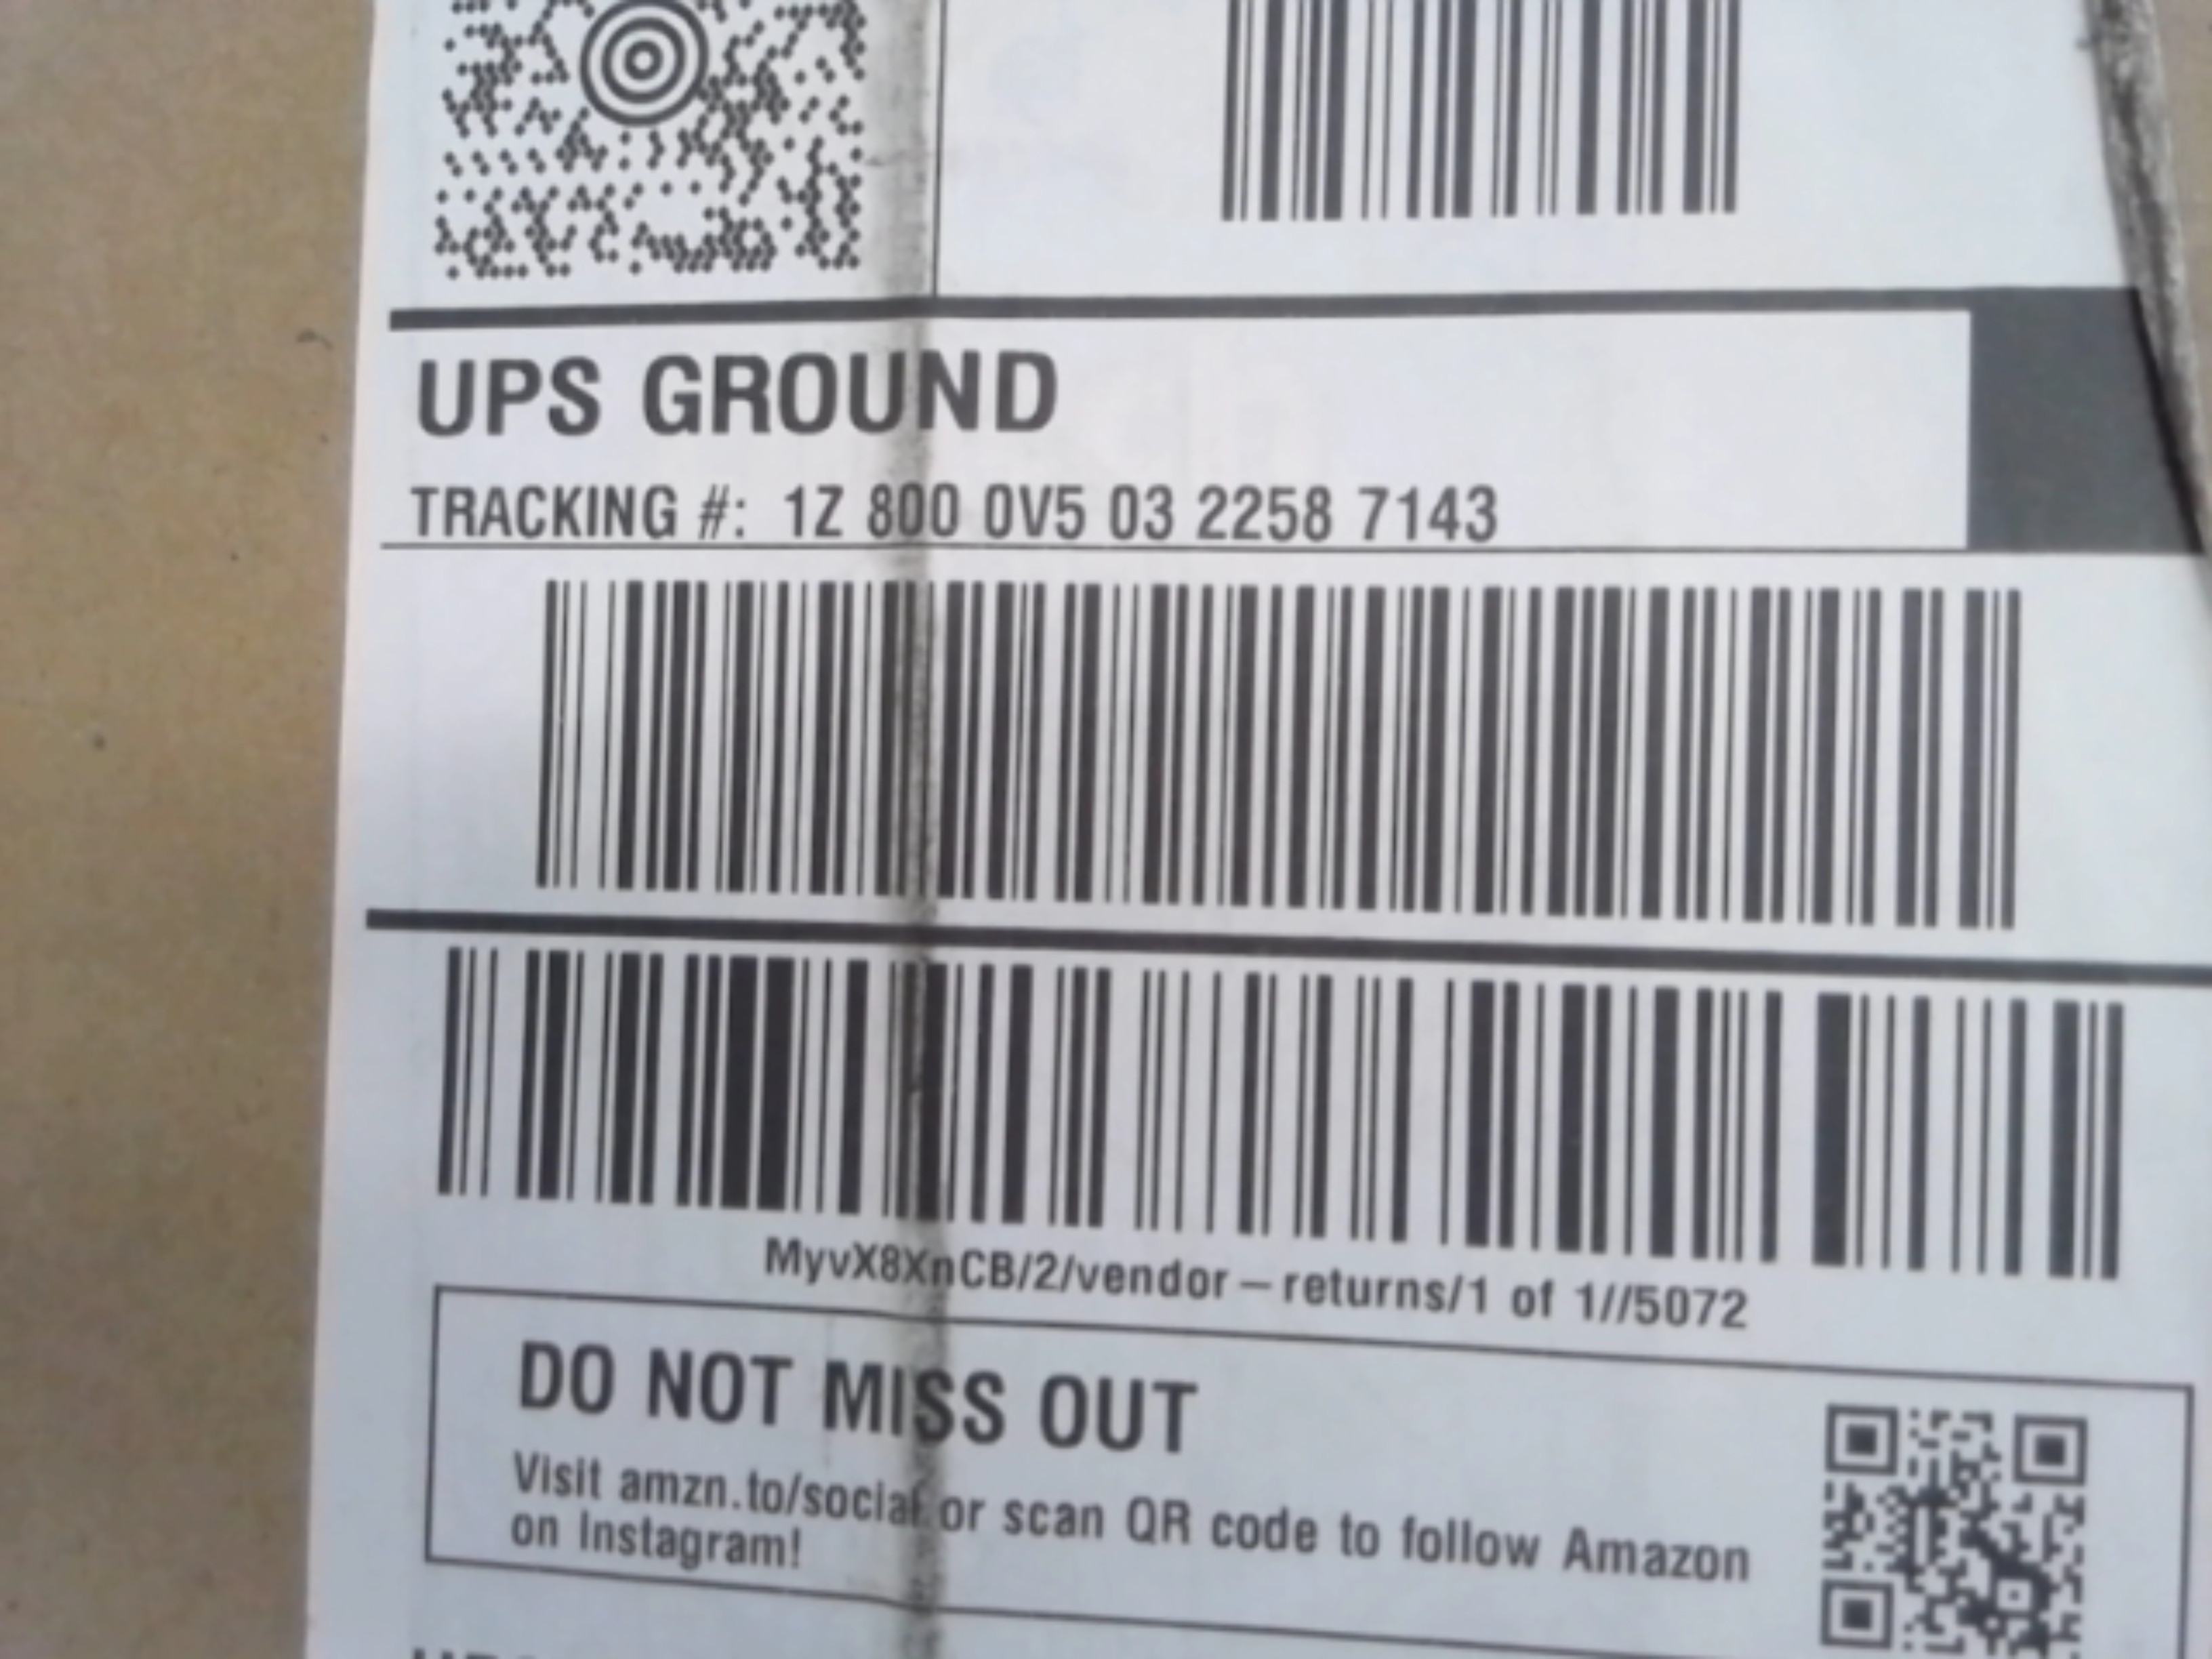 UPS GROUND
TRACKING #: 1Z 800 0V5 03 2258 7143
MyvX8XnCB/2/vendor – returns/1 of 1//5072
DO NOT MISS OUT
Visit amzn.to/social or scan QR code to follow Amazon
on Instagram!